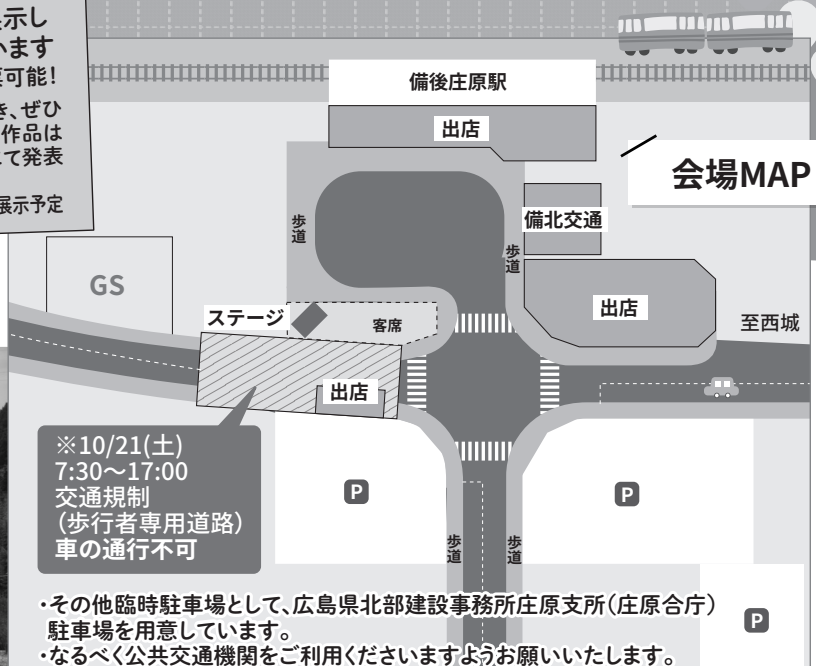 示し
います
可能！
き、ぜひ
作品は
て発表
展示予定
備後庄原駅
出店
会場MAP
歩道
備北交通
歩道
GS
出店
ステージ
客席
至西城
出店
※10/21(土)
7:30～17:00
交通規制
（歩行者専用道路）
車の通行不可
P
P
歩道
歩道
・その他臨時駐車場として、広島県北部建設事務所庄原支所（庄原合庁）
駐車場を用意しています。
P
・なるべく公共交通機関をご利用くださいますようお願いいたします。